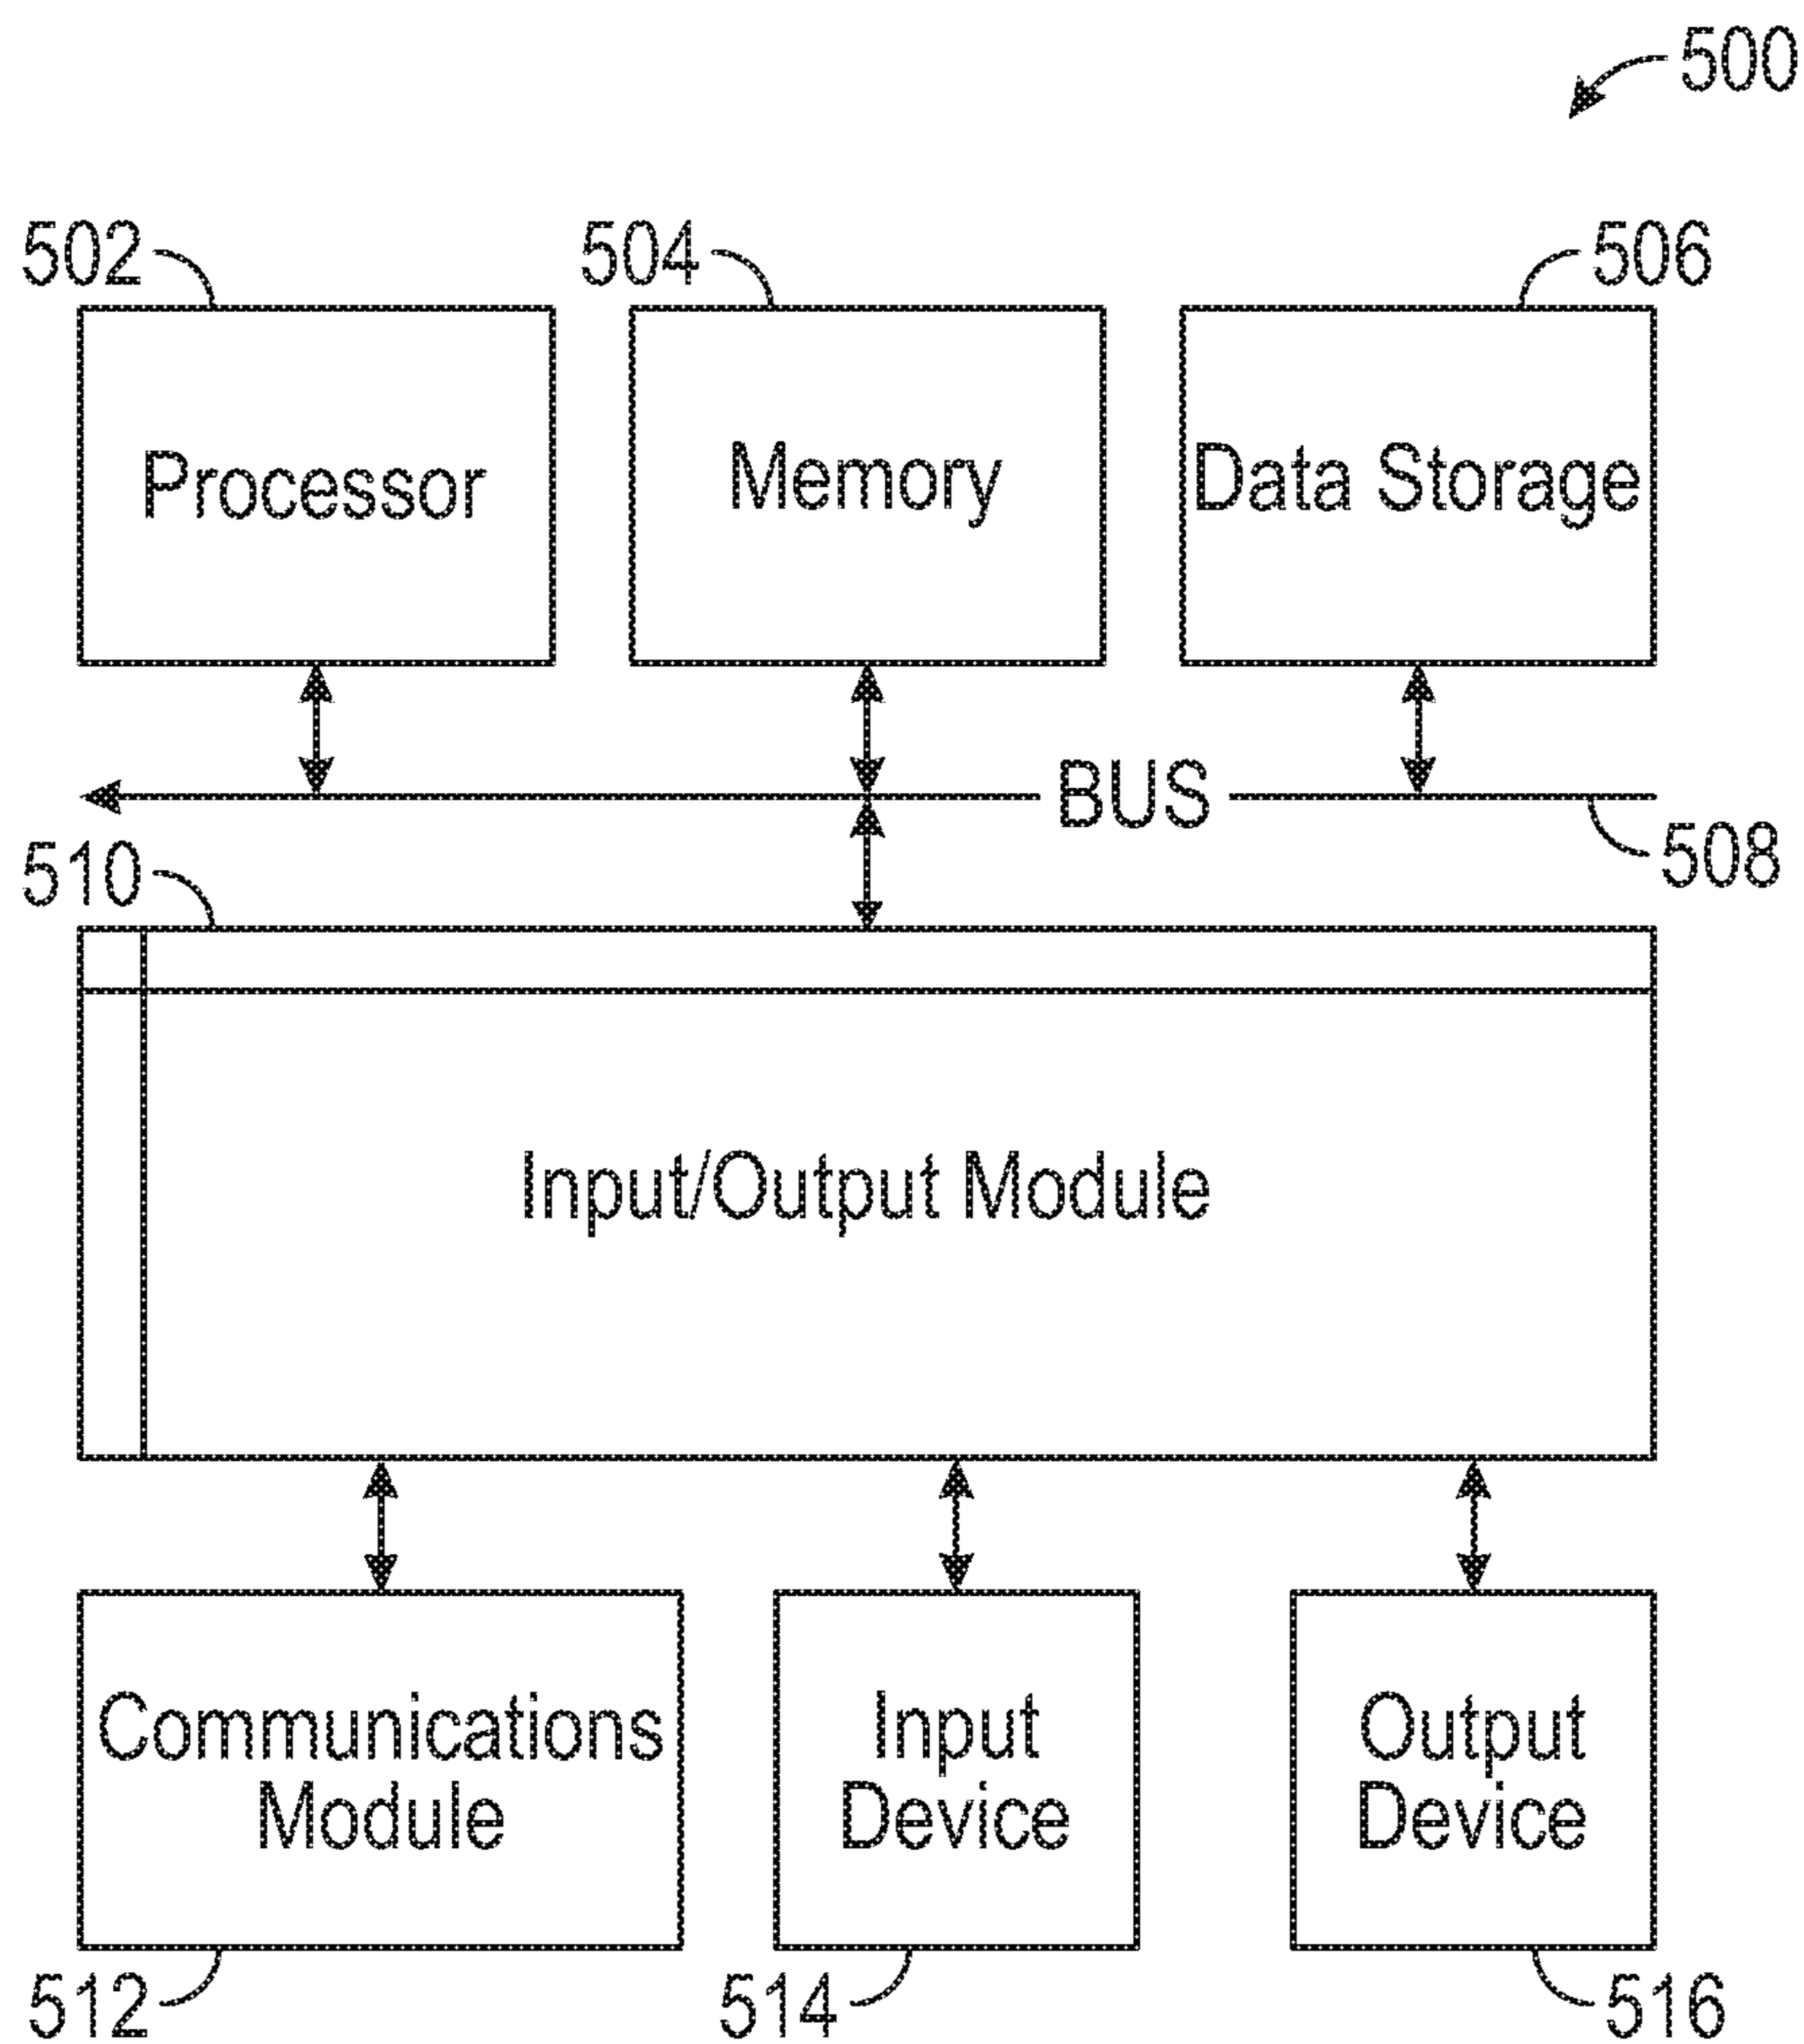 500
502
504
506
Processor
Memory
Data Storage
BUS
508
510
Input/Output Module
Communications
Module
Input
Device
Output
Device
512
514
516